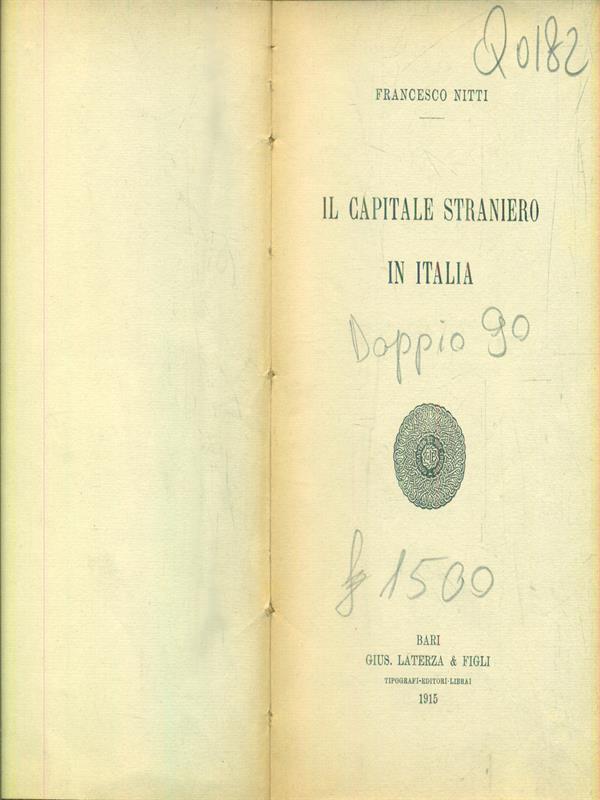 Q0182
FRANCESCO NITTI
IL CAPITALE STRANIERO
IN ITALIA
Doppio 90
1500
BARI
GIUS. LATERZA & FIGLI
TIPOGRAFI-EDITORI-LIBRAI
1915